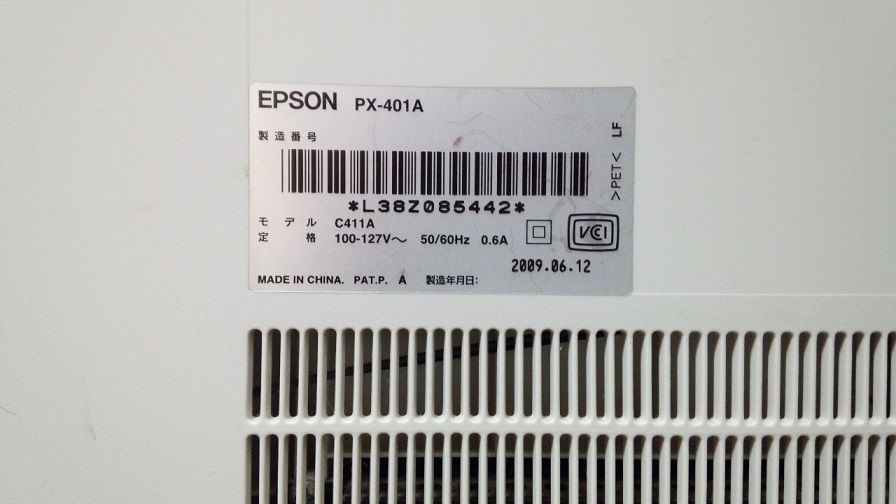 EPSON PX-401A
製造番号
*L38Z085442*
モデル C411A
定格 100-127V～ 50/60Hz 0.6A
VCI
2009.06.12
MADE IN CHINA. PAT.P. A 製造年月日:
>PET< LF